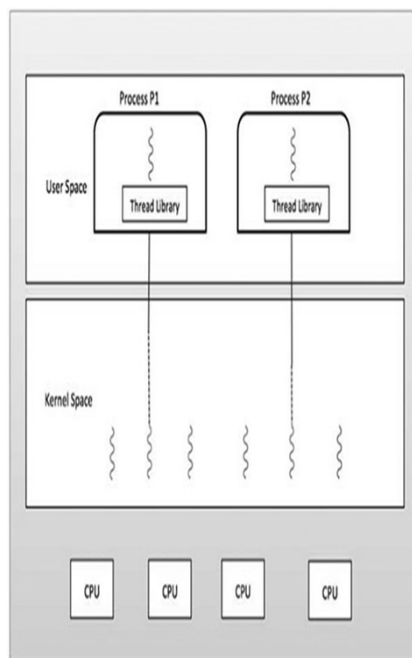 Process P1
Process P2
User Space
Thread Library
Thread Library
Kernel Space
CPU
CPU
CPU
CPU